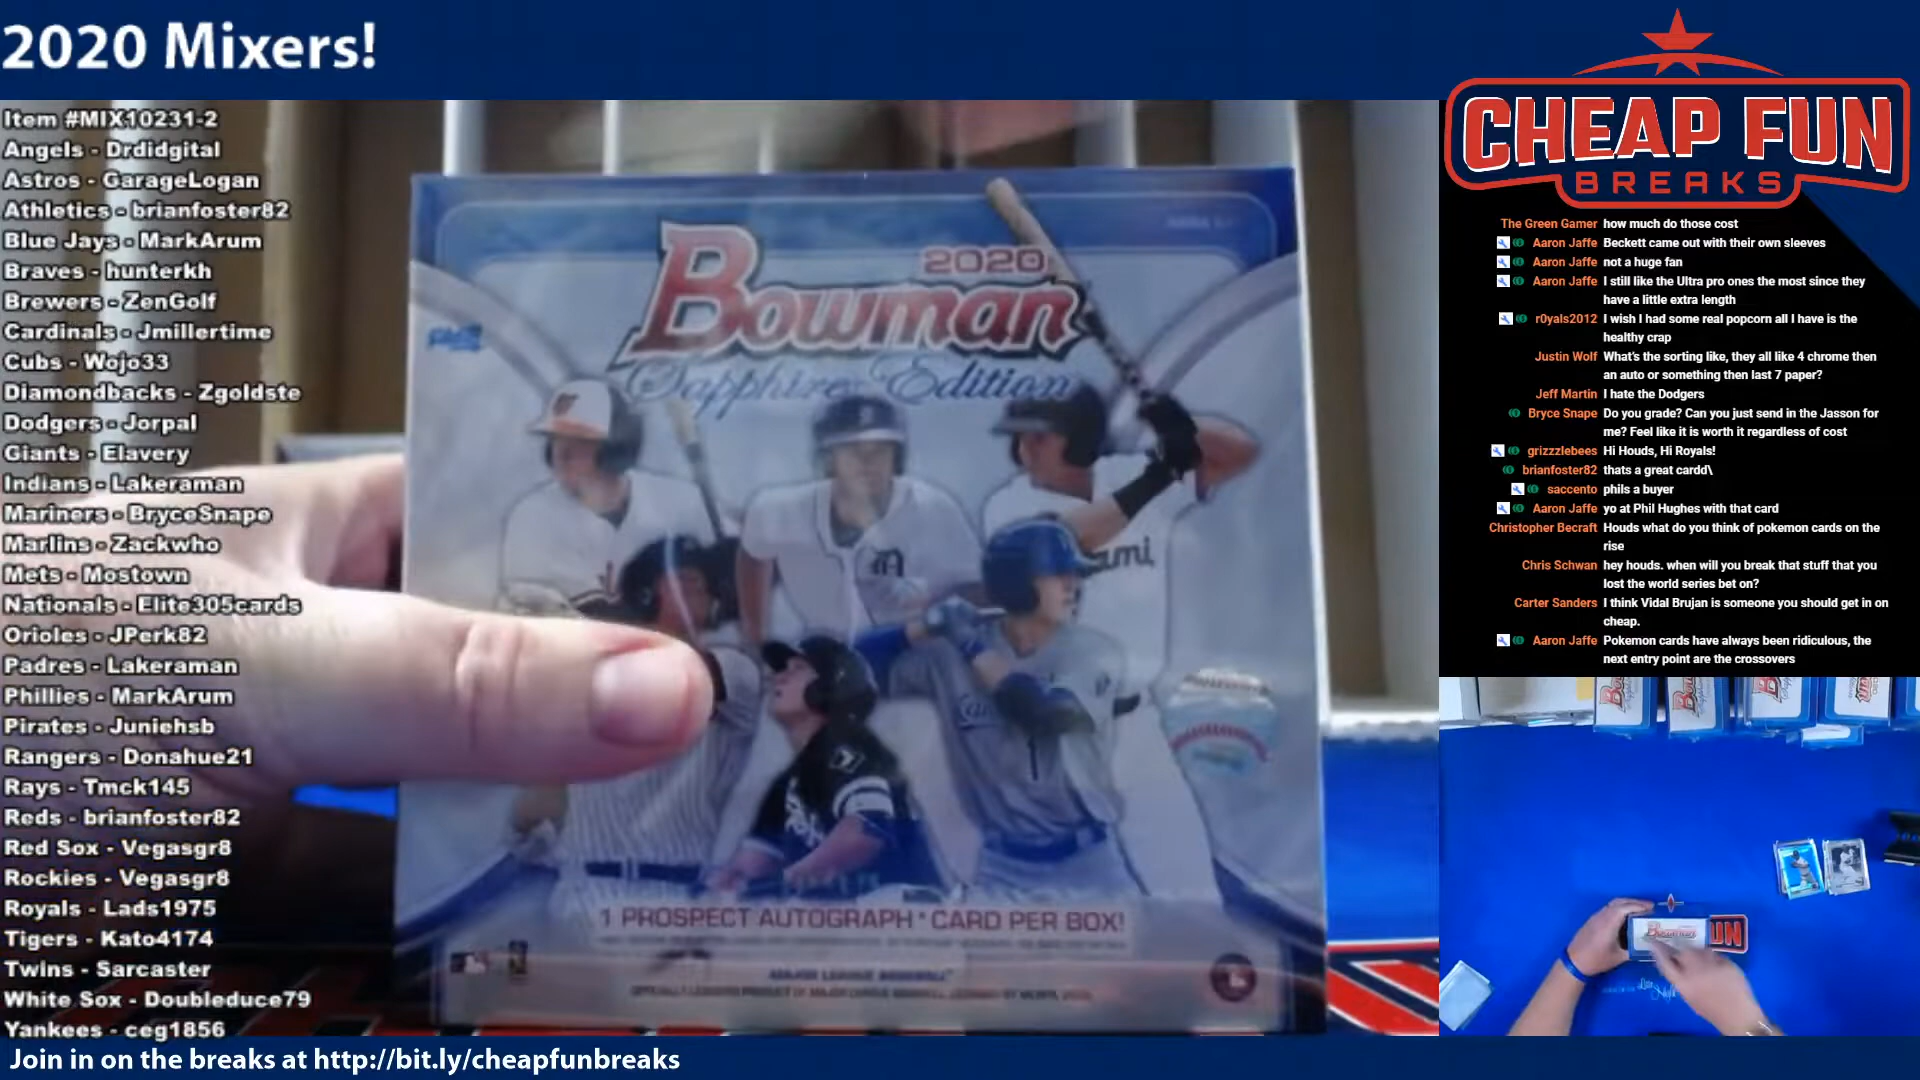 2020 Mixers!
Item #MIX10231-2
Angels - Drdidgital
Astros - GarageLogan
Athletics - brianfoster82
Blue Jays - MarkArum
Braves - hunterkh
Brewers - ZenGolf
Cardinals - Jmillertime
Cubs - Wojo33
Diamondbacks - Zgoldste
Dodgers - Jorpal
Giants - Elavery
Indians - Lakeraman
Mariners - BryceSnape
Marlins - Zackwho
Mets - Mostown
Nationals - Elite305cards
Orioles - JPerk82
Padres - Lakeraman
Phillies - MarkArum
Pirates - Juniehsb
Rangers - Donahue21
Rays - Tmck145
Reds - brianfoster82
Red Sox - Vegasgr8
Rockies - Vegasgr8
Royals - Lads1975
Tigers - Kato4174
Twins - Sarcaster
White Sox - Doubleduce79
Yankees - ceg1856
Join in on the breaks at http://bit.ly/cheapfunbreaks
2020
Bowman
Sapphire Edition
1 PROSPECT AUTOGRAPH * CARD PER BOX!
MAJOR LEAGUE BASEBALL
CHEAP FUN
BREAKS
The Green Gamer how much do those cost
Aaron Jaffe Beckett came out with their own sleeves
Aaron Jaffe not a huge fan
Aaron Jaffe I still like the Ultra pro ones the most since they
have a little extra length
r0yals2012 I wish I had some real popcorn all I have is the
healthy crap
Justin Wolf What's the sorting like, they all like 4 chrome then
an auto or something then last 7 paper?
Jeff Martin I hate the Dodgers
Bryce Snape Do you grade? Can you just send in the Jasson for
me? Feel like it is worth it regardless of cost
grizzzlebees Hi Houds, Hi Royals!
brianfoster82 thats a great cardd\
saccento phils a buyer
Aaron Jaffe yo at Phil Hughes with that card
Christopher Becraft Houds what do you think of pokemon cards on the
rise
Chris Schwan hey houds. when will you break that stuff that you
lost the world series bet on?
Carter Sanders I think Vidal Brujan is someone you should get in on
cheap.
Aaron Jaffe Pokemon cards have always been ridiculous, the
next entry point are the crossovers
Bowman
UN